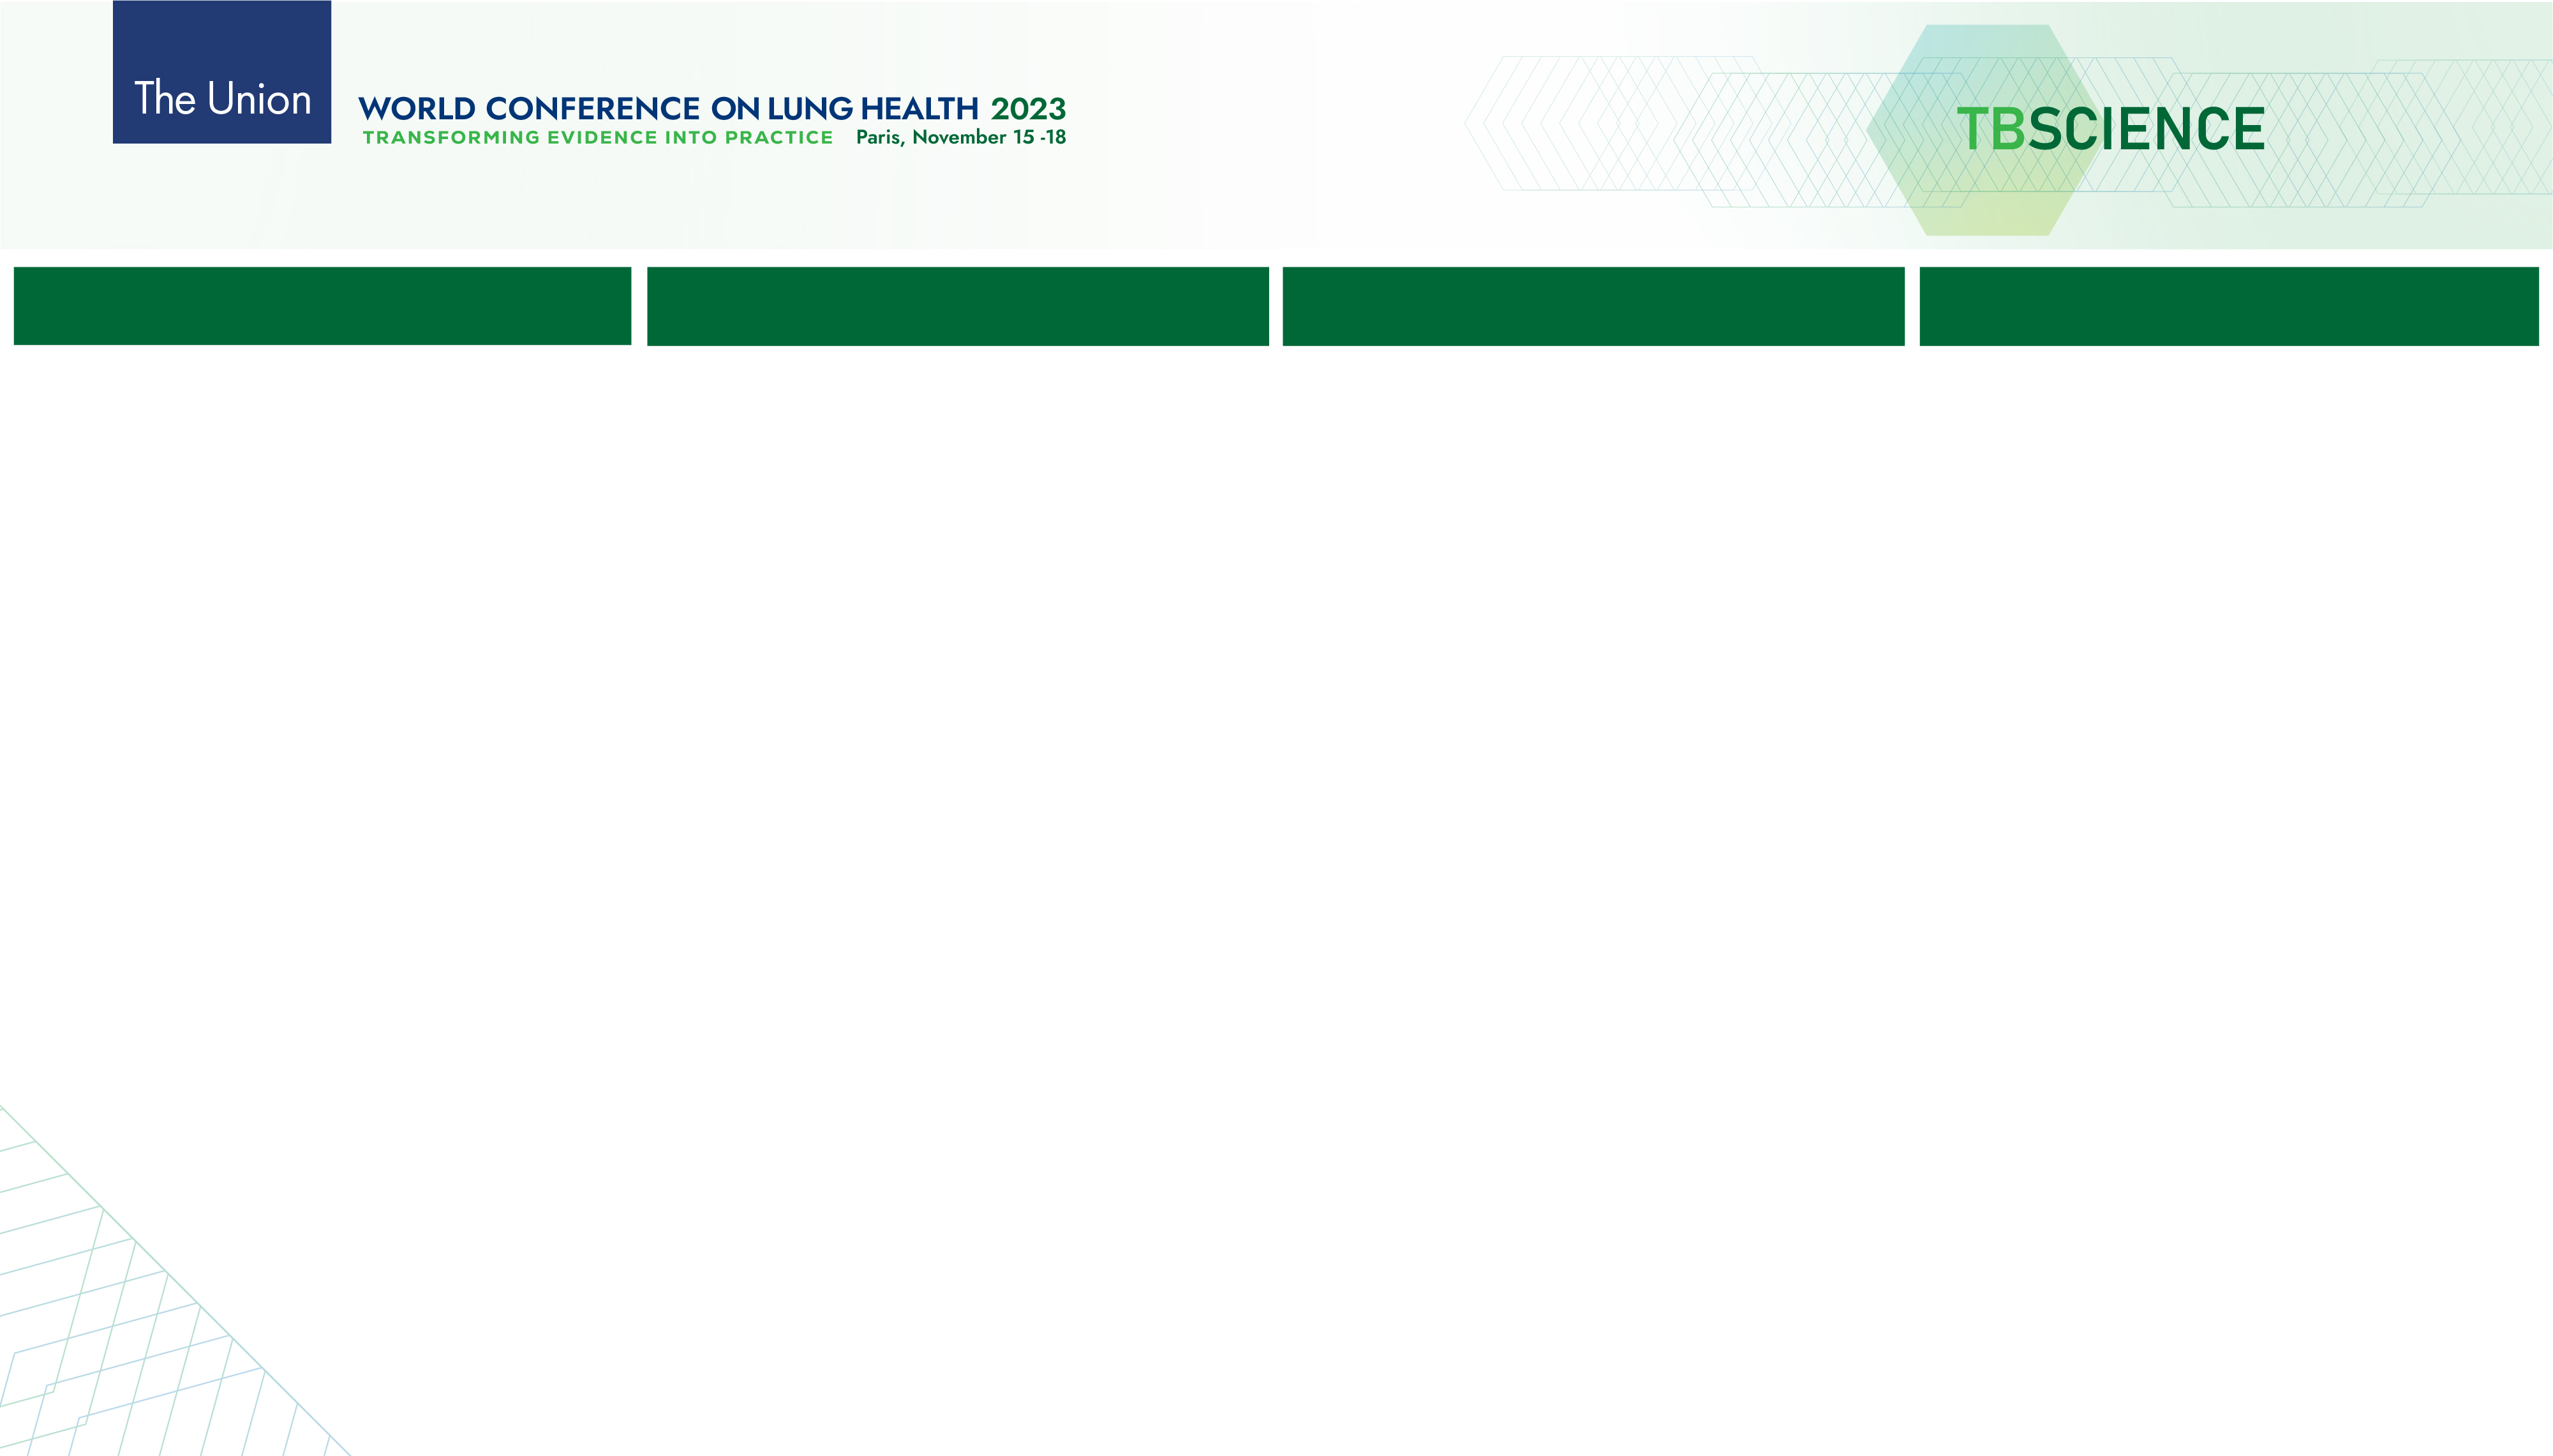 The Union
WORLD CONFERENCE ON LUNG HEALTH 2023
TRANSFORMING EVIDENCE INTO PRACTICE Paris, November 15 -18
TBSCIENCE